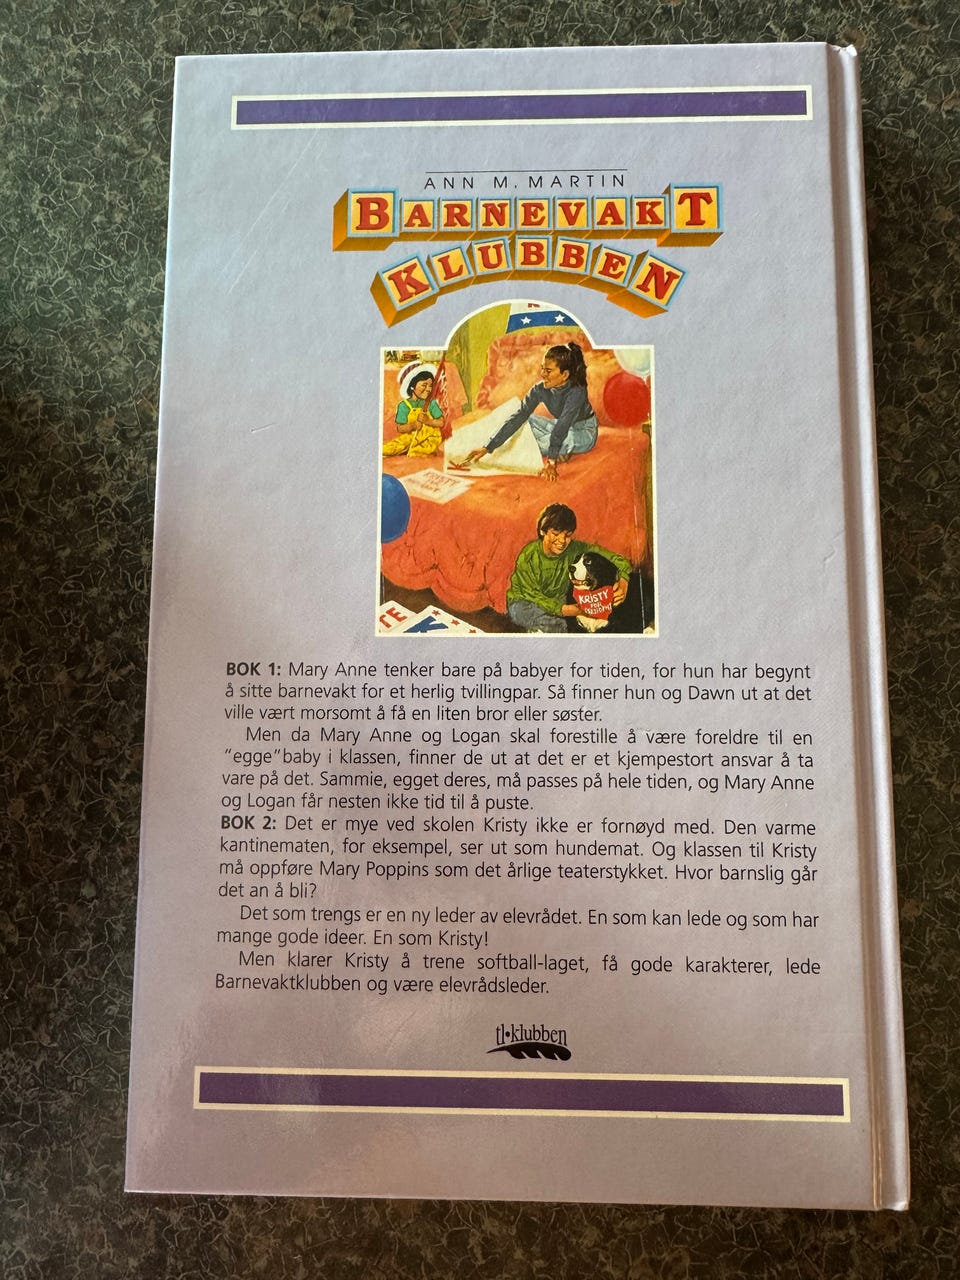 ANN M. MARTIN
BARNEVAKT
KLUBBEN
KRISTY
FOR
KRISTY
FOR
BOK 1: Mary Anne tenker bare på babyer for tiden, for hun har begynt
å sitte barnevakt for et herlig tvillingpar. Så finner hun og Dawn ut at det
ville vært morsomt å få en liten bror eller søster.
Men da Mary Anne og Logan skal forestille å være foreldre til en
"egge"baby i klassen, finner de ut at det er et kjempestort ansvar å ta
vare på det. Sammie, egget deres, må passes på hele tiden, og Mary Anne
og Logan får nesten ikke tid til å puste.
BOK 2: Det er mye ved skolen Kristy ikke er fornøyd med. Den varme
kantinematen, for eksempel, ser ut som hundemat. Og klassen til Kristy
må oppføre Mary Poppins som det årlige teaterstykket. Hvor barnslig går
det an å bli?
Det som trengs er en ny leder av elevrådet. En som kan lede og som har
mange gode ideer. En som Kristy!
Men klarer Kristy å trene softball-laget, få gode karakterer, lede
Barnevaktklubben og være elevrådsleder.
tl•klubben